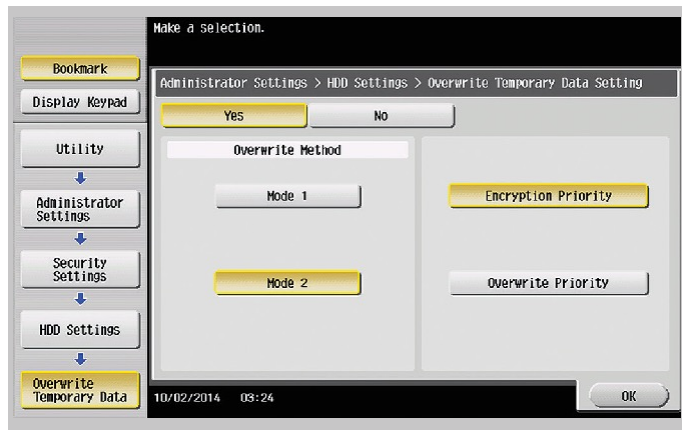 Make a selection.
Bookmark
Display Keypad
Utility
Administrator
Settings
Security
Settings
HDD Settings
Overwrite
Temporary Data
Administrator Settings > HDD Settings > Overwrite Temporary Data Setting
Yes
No
Overwrite Method
Mode 1
Mode 2
Encryption Priority
Overwrite Priority
10/02/2014 03:24
OK